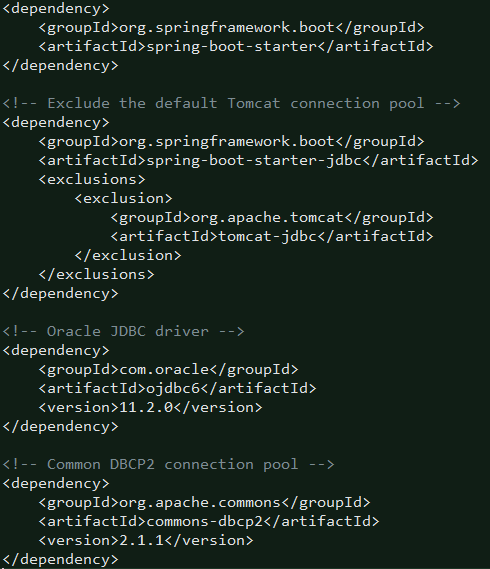 <dependency>
    <groupId>org.springframework.boot</groupId>
    <artifactId>spring-boot-starter</artifactId>
</dependency>

<!-- Exclude the default Tomcat connection pool -->
<dependency>
    <groupId>org.springframework.boot</groupId>
    <artifactId>spring-boot-starter-jdbc</artifactId>
    <exclusions>
        <exclusion>
            <groupId>org.apache.tomcat</groupId>
            <artifactId>tomcat-jdbc</artifactId>
        </exclusion>
    </exclusions>
</dependency>

<!-- Oracle JDBC driver -->
<dependency>
    <groupId>com.oracle</groupId>
    <artifactId>ojdbc6</artifactId>
    <version>11.2.0</version>
</dependency>

<!-- Common DBCP2 connection pool -->
<dependency>
    <groupId>org.apache.commons</groupId>
    <artifactId>commons-dbcp2</artifactId>
    <version>2.1.1</version>
</dependency>